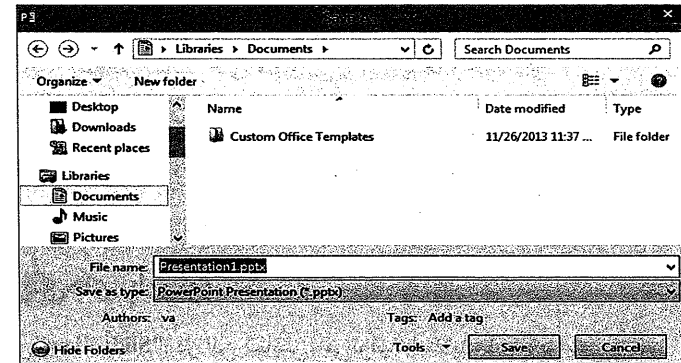 P3
Libraries Documents Search Documents
Organize New folder
Desktop Name Date modified Type
Downloads Custom Office Templates 11/26/2013 11:37 ... File folder
Recent places
Libraries
Documents
Music
Pictures
File name: Presentation1.pptx
Save as type: PowerPoint Presentation (*.pptx)
Authors: va Tags: Add a tag
Hide Folders Tools Save Cancel